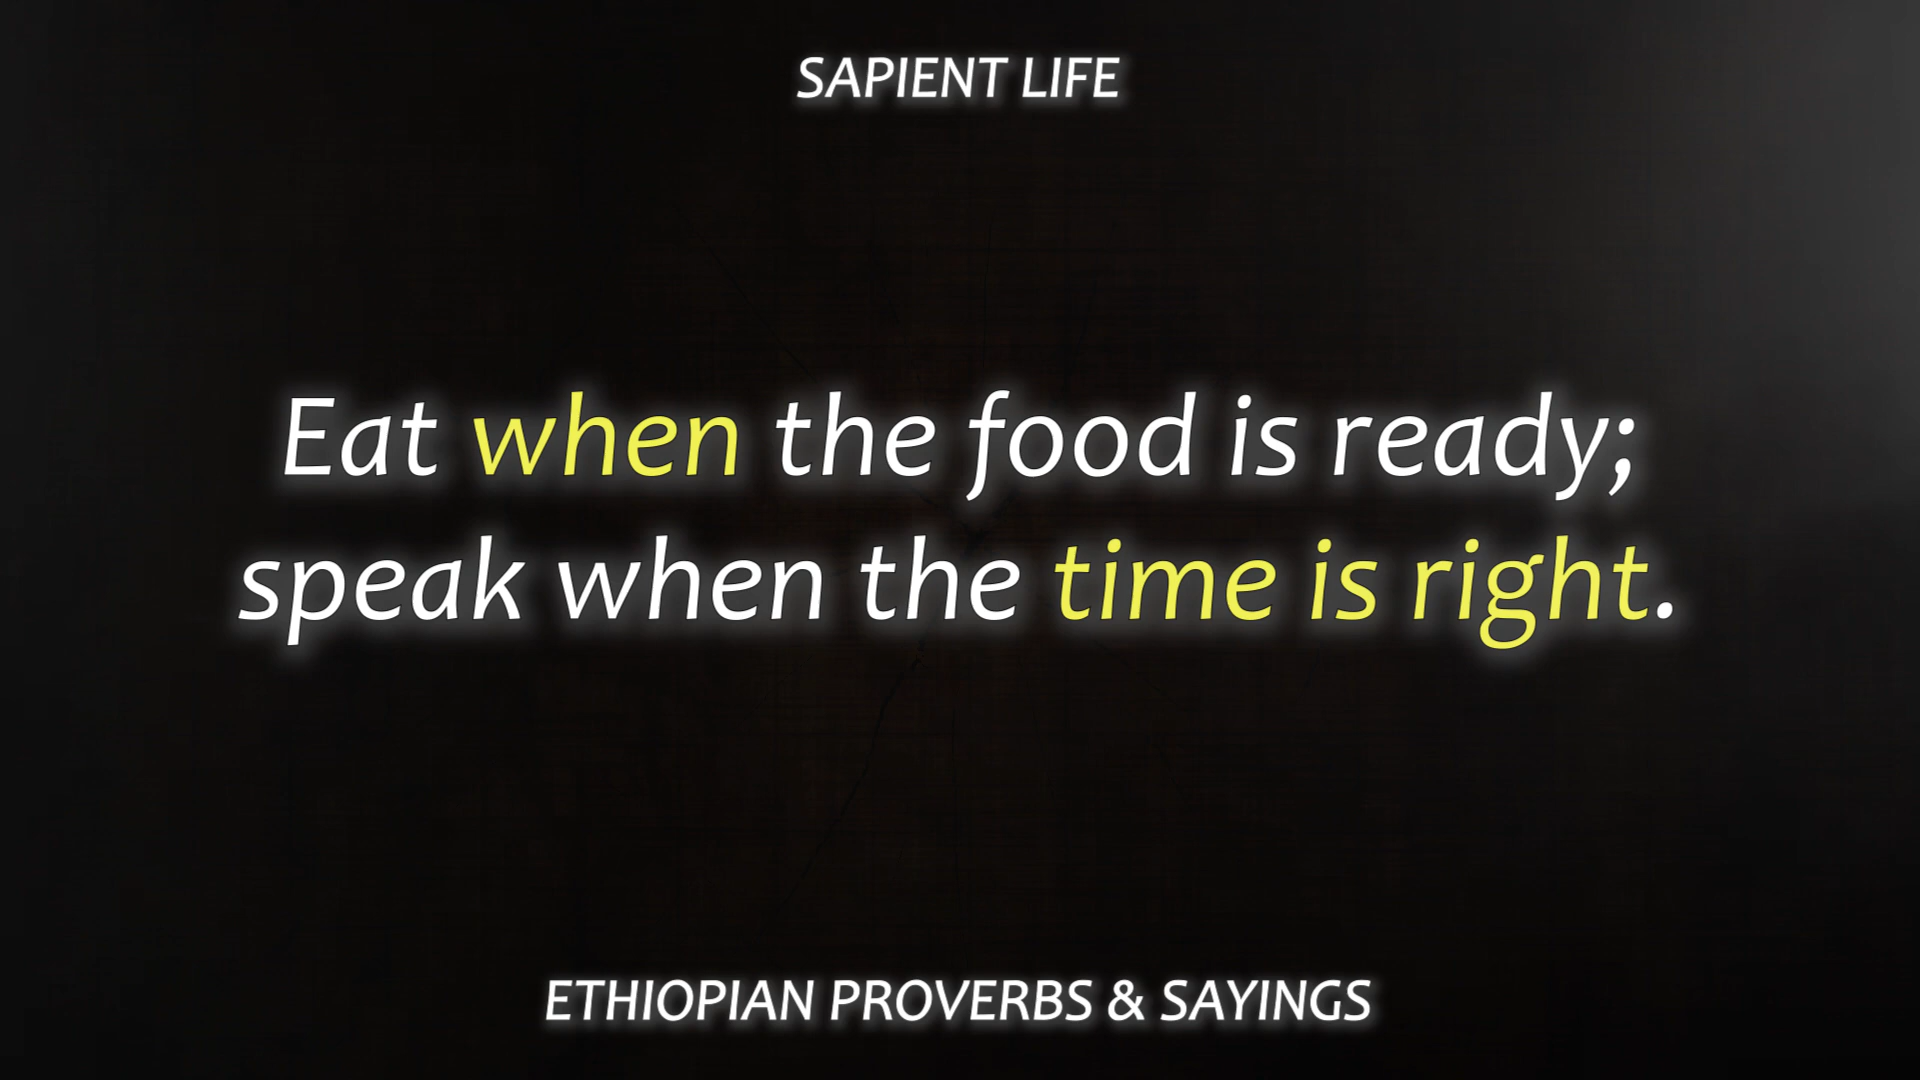 SAPIENT LIFE
Eat when the food is ready;
speak when the time is right.
ETHIOPIAN PROVERBS & SAYINGS